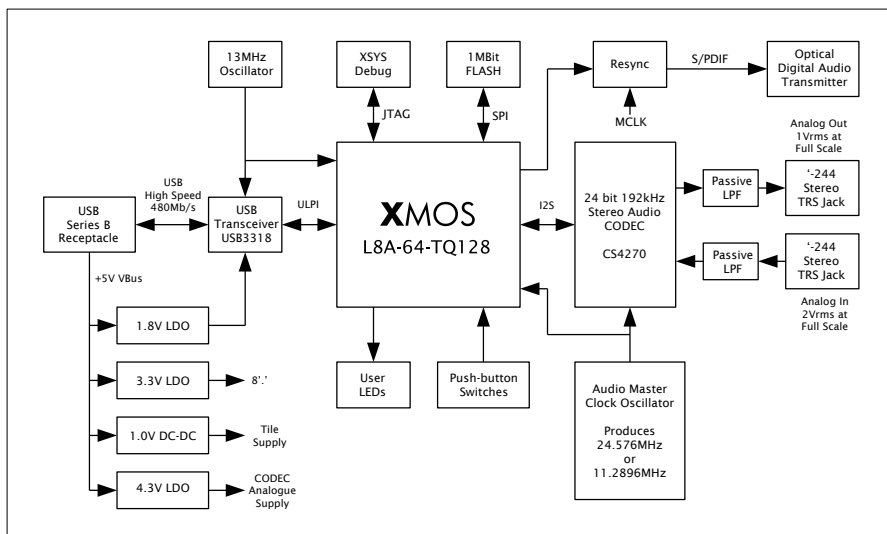 13MHz
Oscillator
XSYS
Debug
1MBit
FLASH
Resync
S/PDIF
Optical
Digital Audio
Transmitter
JTAG
SPI
MCLK
Analog Out
1Vrms at
Full Scale
USB
High Speed
480Mb/s
USB
Series B
Receptacle
USB
Transceiver
USB3318
ULPI
XMOS
L8A-64-TQ128
I2S
24 bit 192kHz
Stereo Audio
CODEC
CS4270
Passive
LPF
'-244
Stereo
TRS Jack
Passive
LPF
'-244
Stereo
TRS Jack
Analog In
2Vrms at
Full Scale
+5V VBus
1.8V LDO
3.3V LDO
8'.'
1.0V DC-DC
Tile
Supply
4.3V LDO
CODEC
Analogue
Supply
User
LEDs
Push-button
Switches
Audio Master
Clock Oscillator
Produces
24.576MHz
or
11.2896MHz